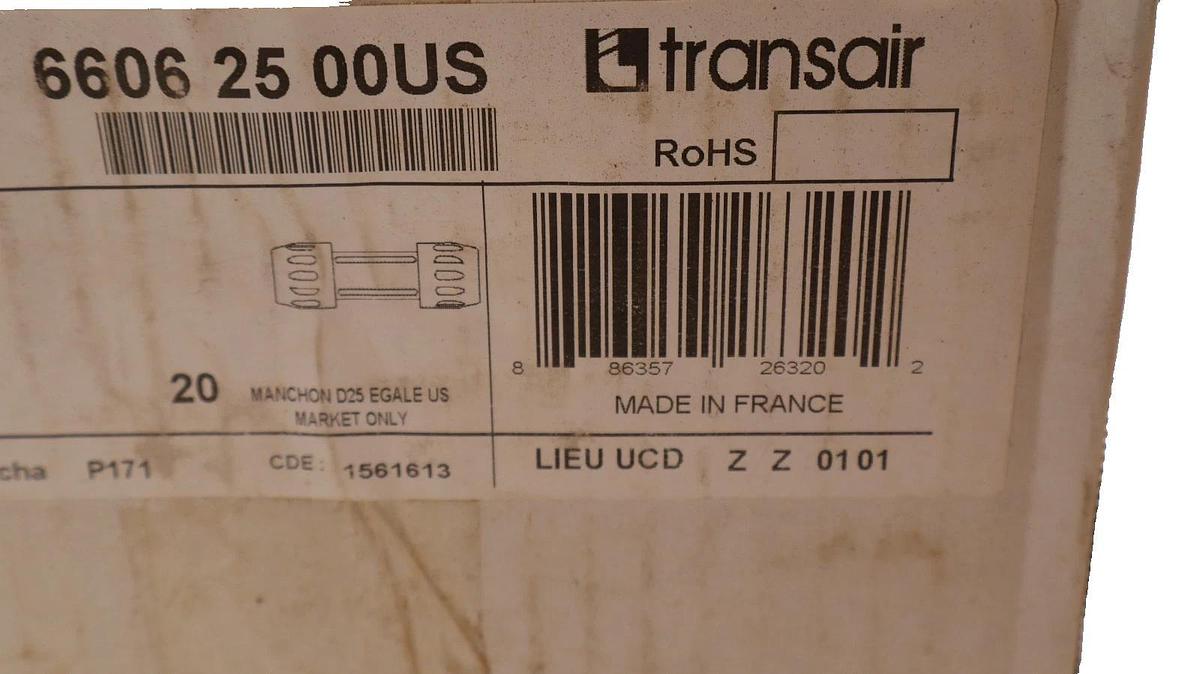 6606 25 00US
transair
RoHS
8 86357 26320 2
20
MANCHON D25 EGALE US
MARKET ONLY
MADE IN FRANCE
cha P171 CDE: 1561613
LIEU UCD Z Z 0101